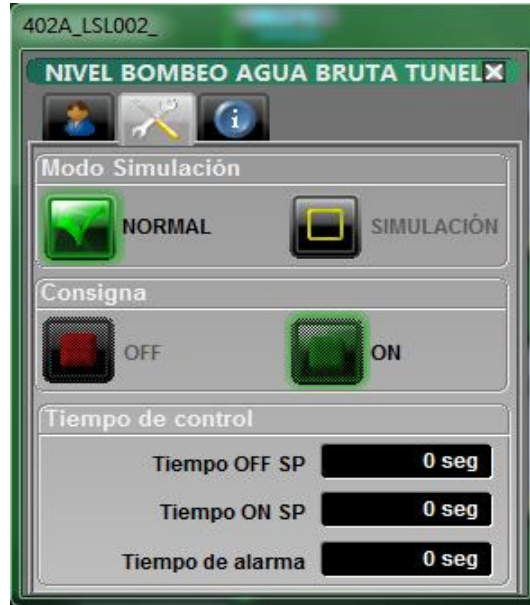 402A_LSL002_
NIVEL BOMBEO AGUA BRUTA TUNEL
Modo Simulación
NORMAL SIMULACIÓN
Consigna
OFF ON
Tiempo de control
Tiempo OFF SP 0 seg
Tiempo ON SP 0 seg
Tiempo de alarma 0 seg